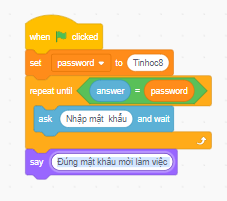 when clicked
set password to Tinhoc8
repeat until answer = password
ask Nhập mật khẩu and wait
say Đúng mật khẩu mới làm việc